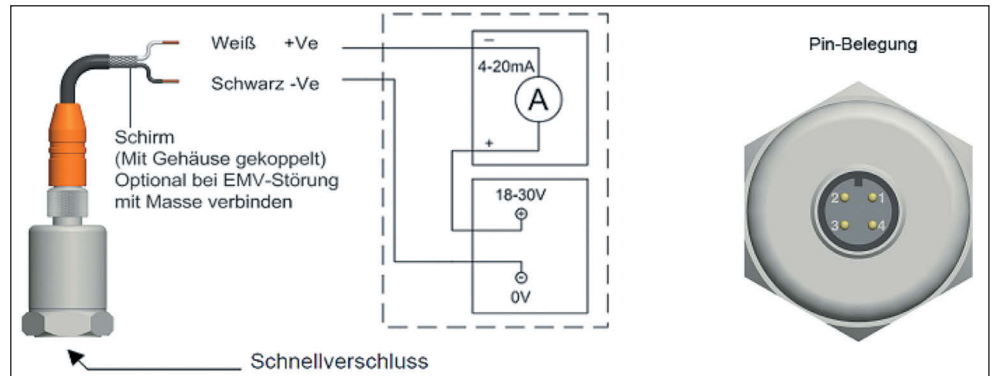 Weiß +Ve
Schwarz -Ve
Schirm
(Mit Gehäuse gekoppelt)
Optional bei EMV-Störung
mit Masse verbinden
Schnellverschluss
–
4-20mA
A
+
18-30V
⊕
⊖
0V
Pin-Belegung
2 1
3 4